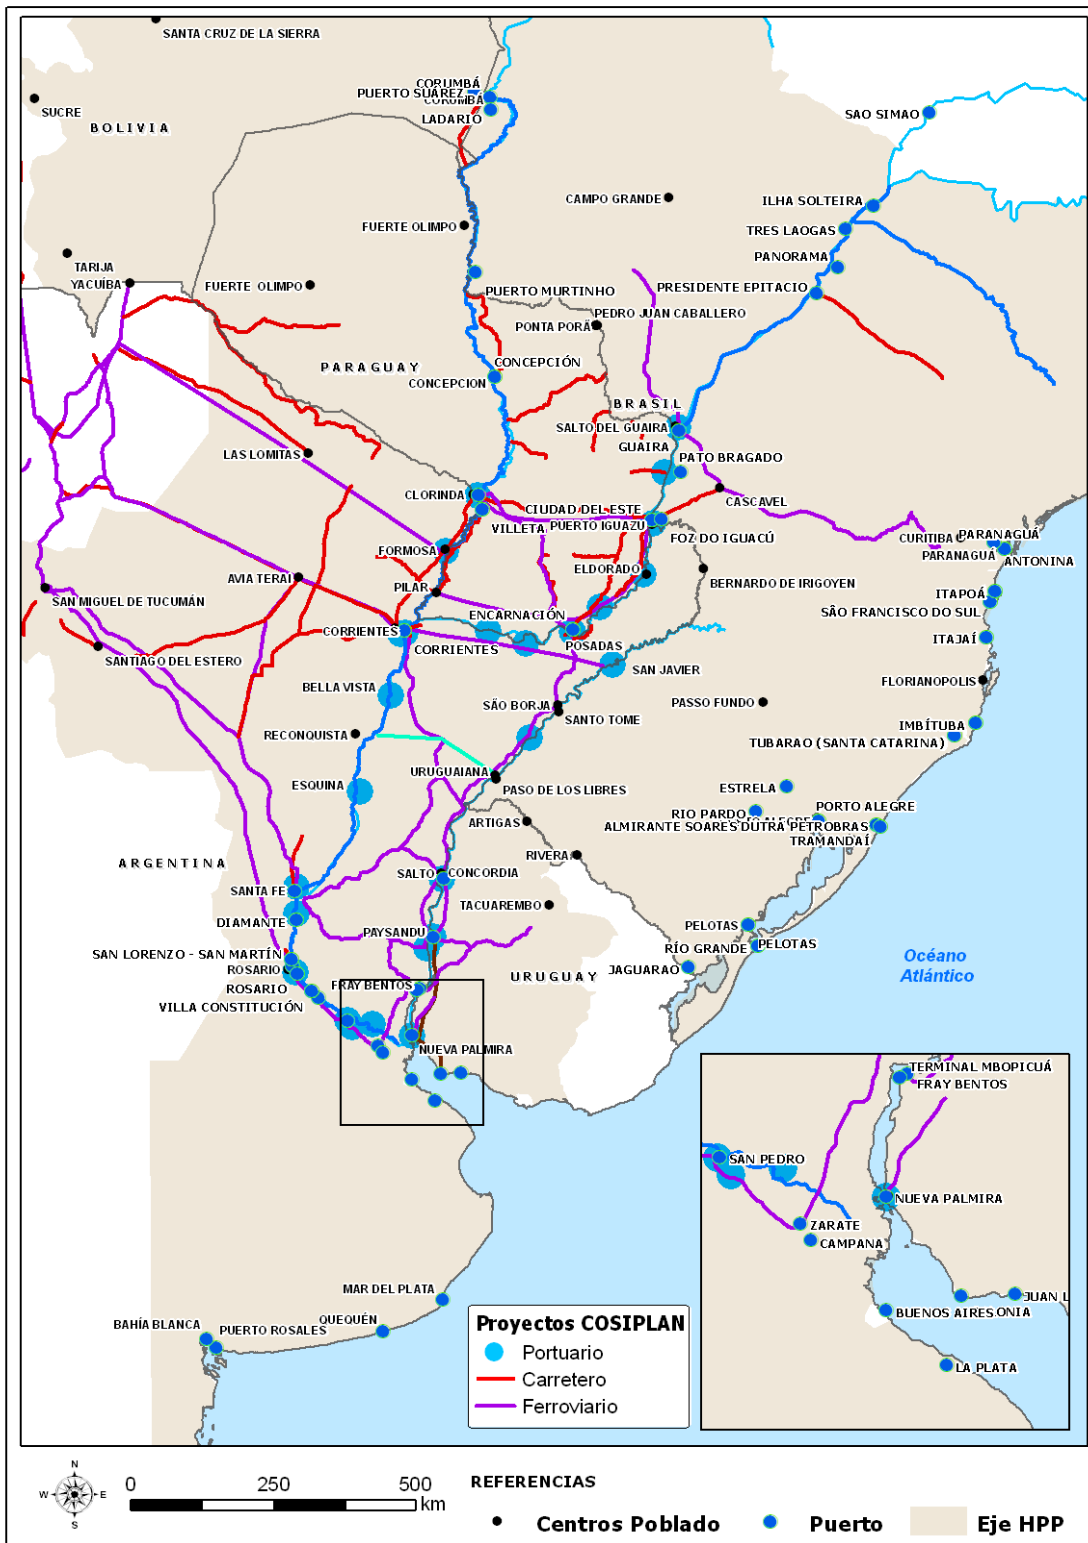 SANTA CRUZ DE LA SIERRA
CORUMBÁ
PUERTO SUÁREZ
CORUMBÁ
LADARIO
SUCRE
BOLIVIA
SAO SIMAO
CAMPO GRANDE
ILHA SOLTEIRA
FUERTE OLIMPO
TRES LAOGAS
TARIJA
YACUÍBA
PANORAMA
FUERTE OLIMPO
PUERTO MURTINHO
PRESIDENTE EPITACIO
PEDRO JUAN CABALLERO
PONTA PORÃ
PARAGUAY
CONCEPCIÓN
CONCEPCION
BRASIL
SALTO DEL GUAIRA
GUAIRA
LAS LOMITAS
PATO BRAGADO
CASCAVEL
CLORINDA
CIUDAD DEL ESTE
VILLETA
PUERTO IGUAZU
FOZ DO IGUACÚ
CURITIBA
PARANAGUÁ
PARANAGUÁ
ANTONINA
FORMOSA
AVIA TERAI
ELDORADO
BERNARDO DE IRIGOYEN
PILAR
SAN MIGUEL DE TUCUMÁN
ITAPOÁ
SÂO FRANCISCO DO SUL
ENCARNACIÓN
CORRIENTES
CORRIENTES
POSADAS
ITAJAÍ
SANTIAGO DEL ESTERO
SAN JAVIER
FLORIANOPOLIS
BELLA VISTA
SÃO BORJA
SANTO TOME
PASSO FUNDO
IMBÍTUBA
TUBARAO (SANTA CATARINA)
RECONQUISTA
URUGUAIANA
PASO DE LOS LIBRES
ESQUINA
ESTRELA
RIO PARDO
PORTO ALEGRE
ALMIRANTE SOARES DUTRA PETROBRAS
TRAMANDAÍ
ARTIGAS
ARGENTINA
RIVERA
SALTO
CONCORDIA
SANTA FE
TACUAREMBO
DIAMANTE
PAYSANDU
PELOTAS
RÍO GRANDE
PELOTAS
SAN LORENZO - SAN MARTÍN
ROSARIO
ROSARIO
URUGUAY
JAGUARAO
Océano
Atlántico
FRAY BENTOS
VILLA CONSTITUCIÓN
NUEVA PALMIRA
TERMINAL MBOPICUÁ
FRAY BENTOS
SAN PEDRO
NUEVA PALMIRA
ZARATE
CAMPANA
JUAN L
BUENOS AIRES
ONIA
LA PLATA
MAR DEL PLATA
QUEQUÉN
BAHÍA BLANCA
PUERTO ROSALES
Proyectos COSIPLAN
Portuario
Carretero
Ferroviario
N
W
E
S
0 250 500
km
REFERENCIAS
Centros Poblado
Puerto
Eje HPP